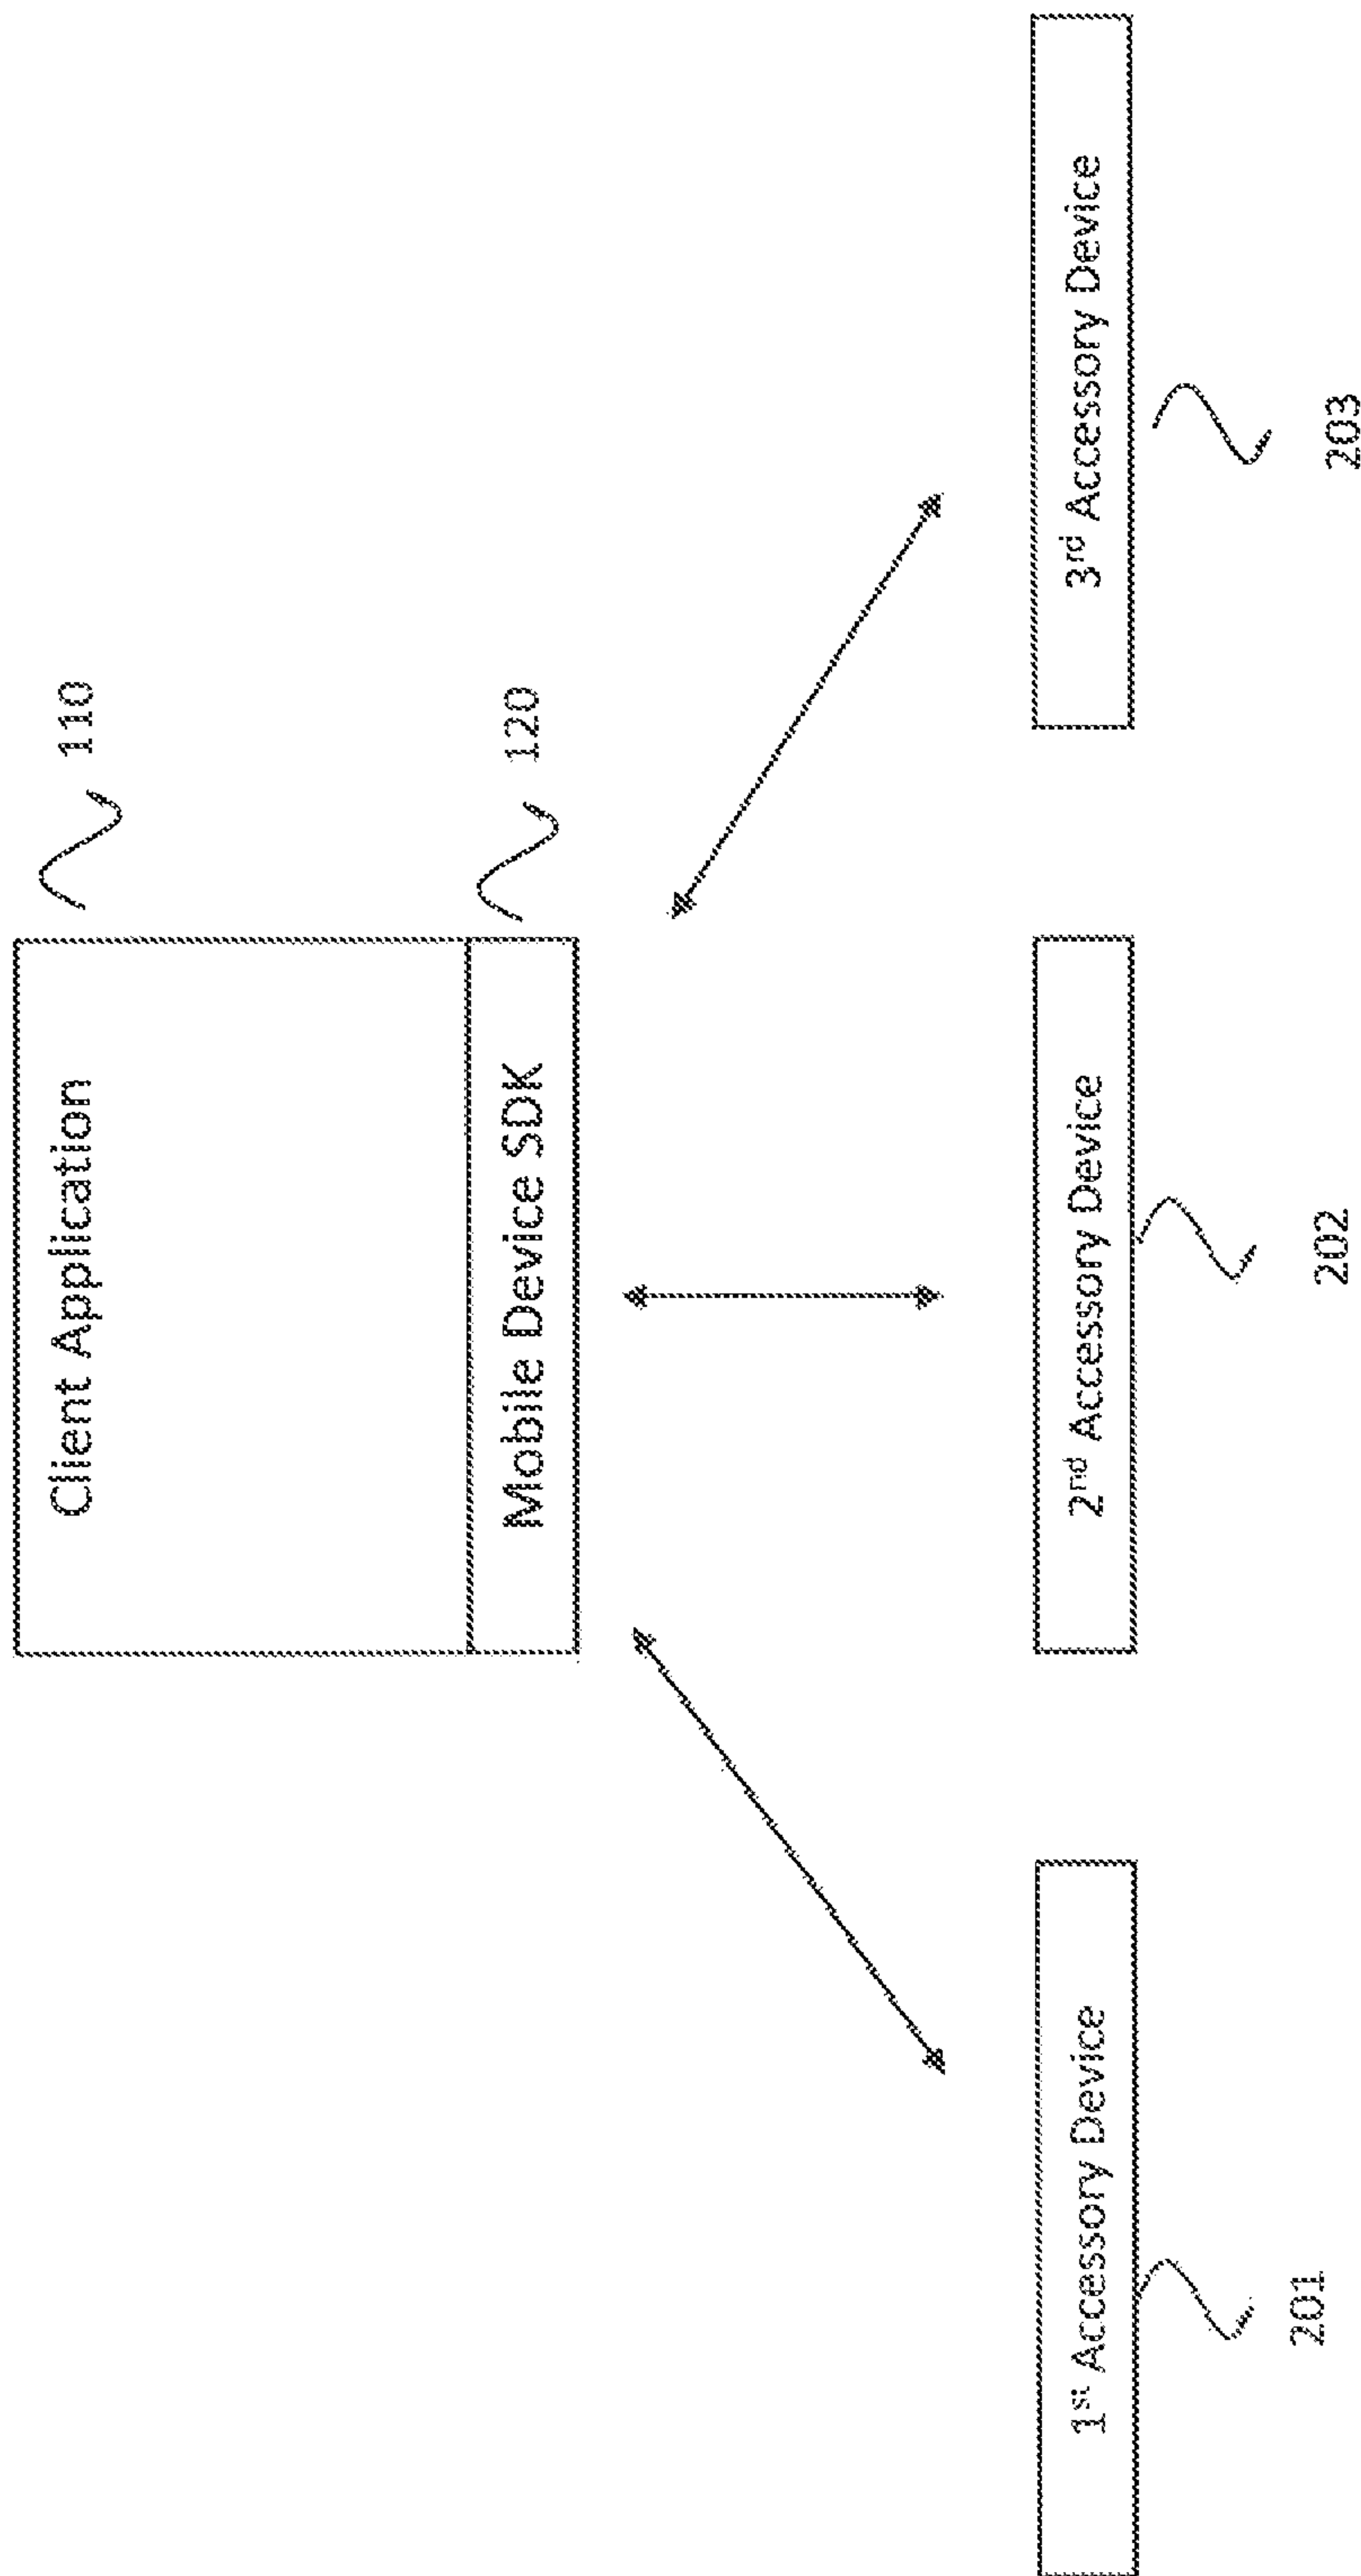 Client Application
110
Mobile Device SDK
120
1st Accessory Device
2nd Accessory Device
3rd Accessory Device
201
202
203